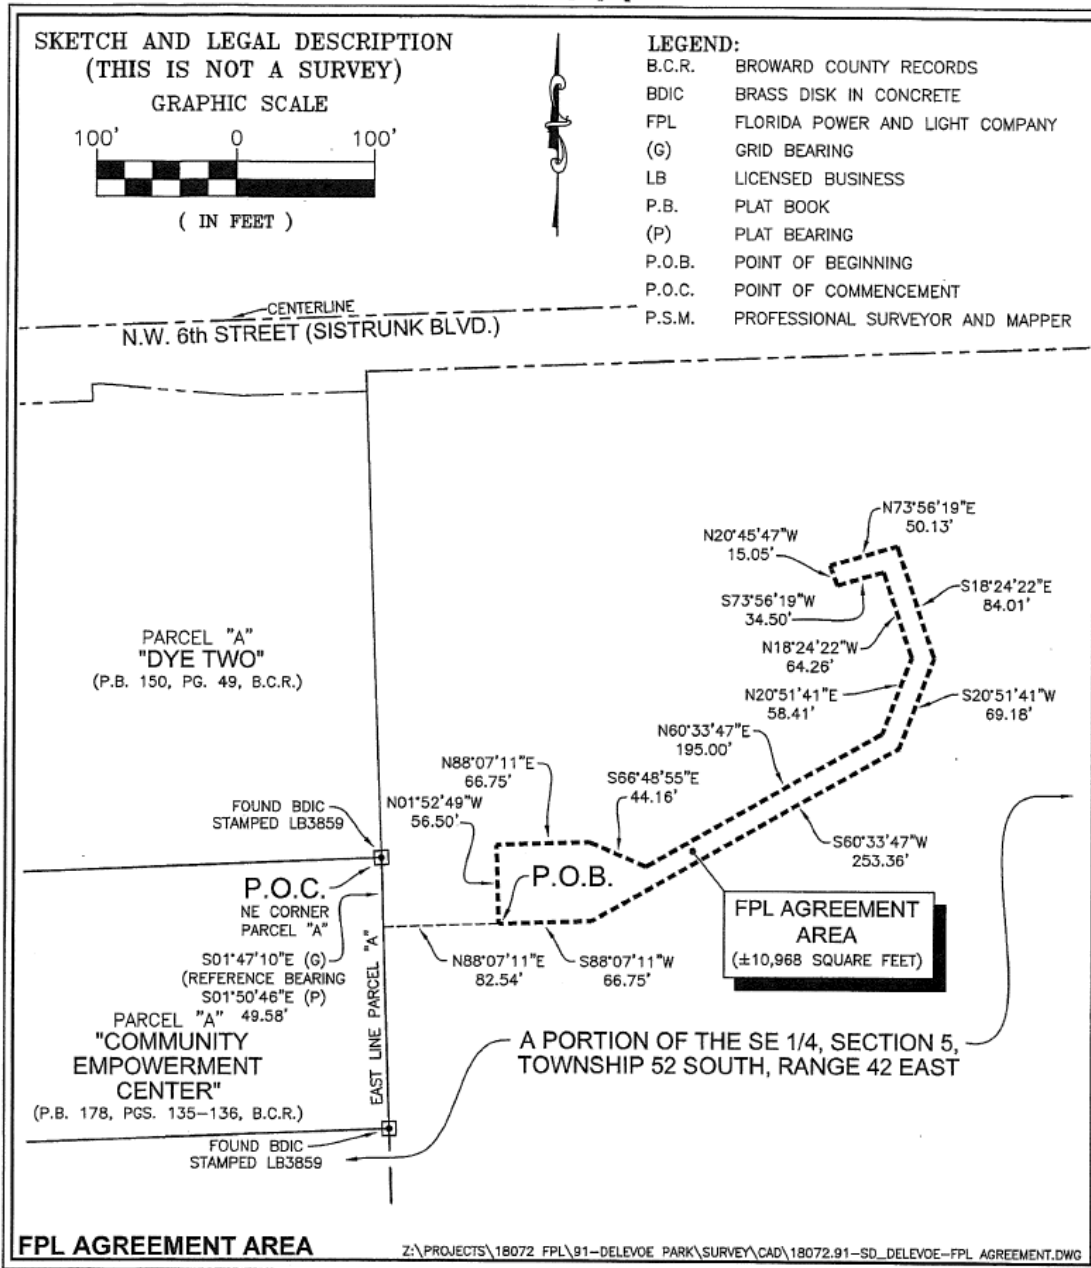 SKETCH AND LEGAL DESCRIPTION
(THIS IS NOT A SURVEY)
GRAPHIC SCALE
100' 0 100'
( IN FEET )
LEGEND:
B.C.R. BROWARD COUNTY RECORDS
BDIC BRASS DISK IN CONCRETE
FPL FLORIDA POWER AND LIGHT COMPANY
(G) GRID BEARING
LB LICENSED BUSINESS
P.B. PLAT BOOK
(P) PLAT BEARING
P.O.B. POINT OF BEGINNING
P.O.C. POINT OF COMMENCEMENT
P.S.M. PROFESSIONAL SURVEYOR AND MAPPER
CENTERLINE
N.W. 6th STREET (SISTRUNK BLVD.)
N73°56'19"E
50.13'
N20°45'47"W
15.05'
S73°56'19"W
34.50'
S18°24'22"E
84.01'
N18°24'22"W
64.26'
N20°51'41"E
58.41'
S20°51'41"W
69.18'
PARCEL "A"
"DYE TWO"
(P.B. 150, PG. 49, B.C.R.)
N60°33'47"E
195.00'
N88°07'11"E
66.75'
S66°48'55"E
44.16'
N01°52'49"W
56.50'
FOUND BDIC
STAMPED LB3859
S60°33'47"W
253.36'
P.O.B.
P.O.C.
NE CORNER
PARCEL "A"
FPL AGREEMENT
AREA
(±10,968 SQUARE FEET)
S01°47'10"E (G)
(REFERENCE BEARING
S01°50'46"E (P)
49.58'
N88°07'11"E
82.54'
S88°07'11"W
66.75'
EAST LINE PARCEL "A"
PARCEL "A"
"COMMUNITY
EMPOWERMENT
CENTER"
(P.B. 178, PGS. 135-136, B.C.R.)
A PORTION OF THE SE 1/4, SECTION 5,
TOWNSHIP 52 SOUTH, RANGE 42 EAST
FOUND BDIC
STAMPED LB3859
FPL AGREEMENT AREA
Z:\PROJECTS\18072 FPL\91-DELEVOE PARK\SURVEY\CAD\18072.91-SD_DELEVOE-FPL AGREEMENT.DWG